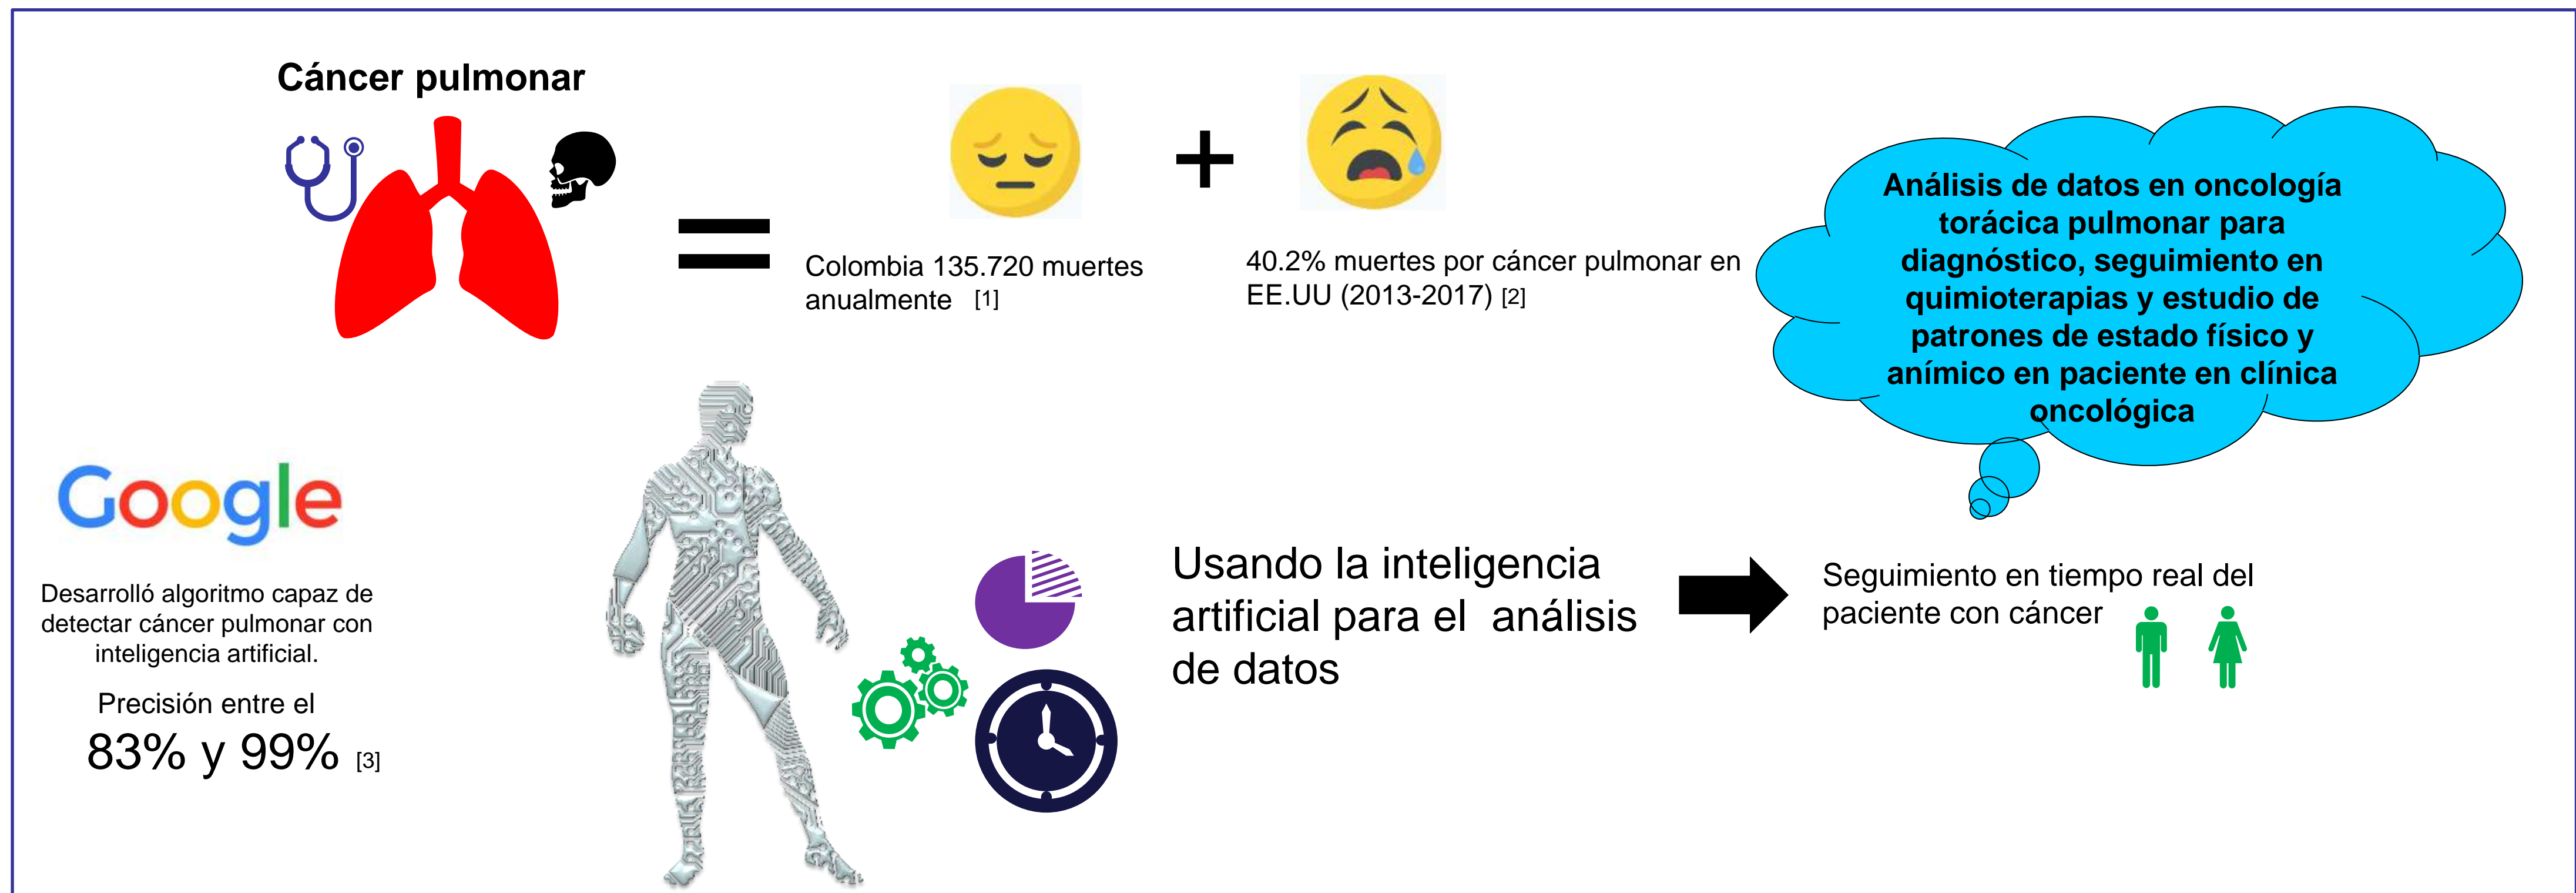 Cáncer pulmonar
Colombia 135.720 muertes
anualmente [1]
40.2% muertes por cáncer pulmonar en
EE.UU (2013-2017) [2]
Análisis de datos en oncología
torácica pulmonar para
diagnóstico, seguimiento en
quimioterapias y estudio de
patrones de estado físico y
anímico en paciente en clínica
oncológica
Google
Desarrolló algoritmo capaz de
detectar cáncer pulmonar con
inteligencia artificial.
Precisión entre el
83% y 99% [3]
Usando la inteligencia
artificial para el análisis
de datos
Seguimiento en tiempo real del
paciente con cáncer